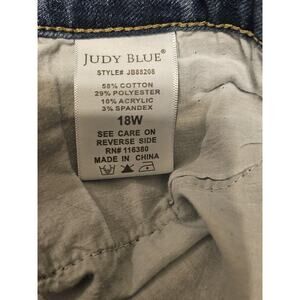 JUDY BLUE®
STYLE# JB88208
58% COTTON
29% POLYESTER
10% ACRYLIC
3% SPANDEX
18W
SEE CARE ON
REVERSE SIDE
RN# 116380
MADE IN CHINA